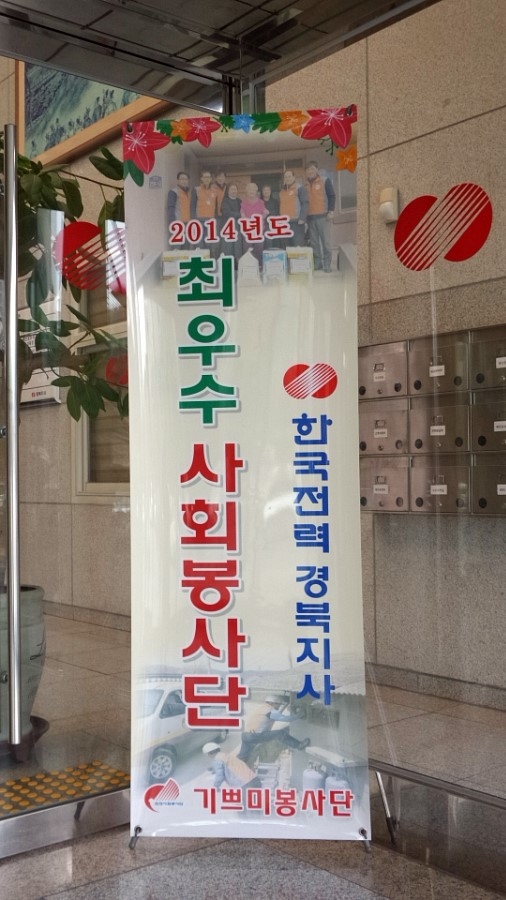 2014년도
최우수 사회봉사단
한국전력 경북지사
기쁘미봉사단